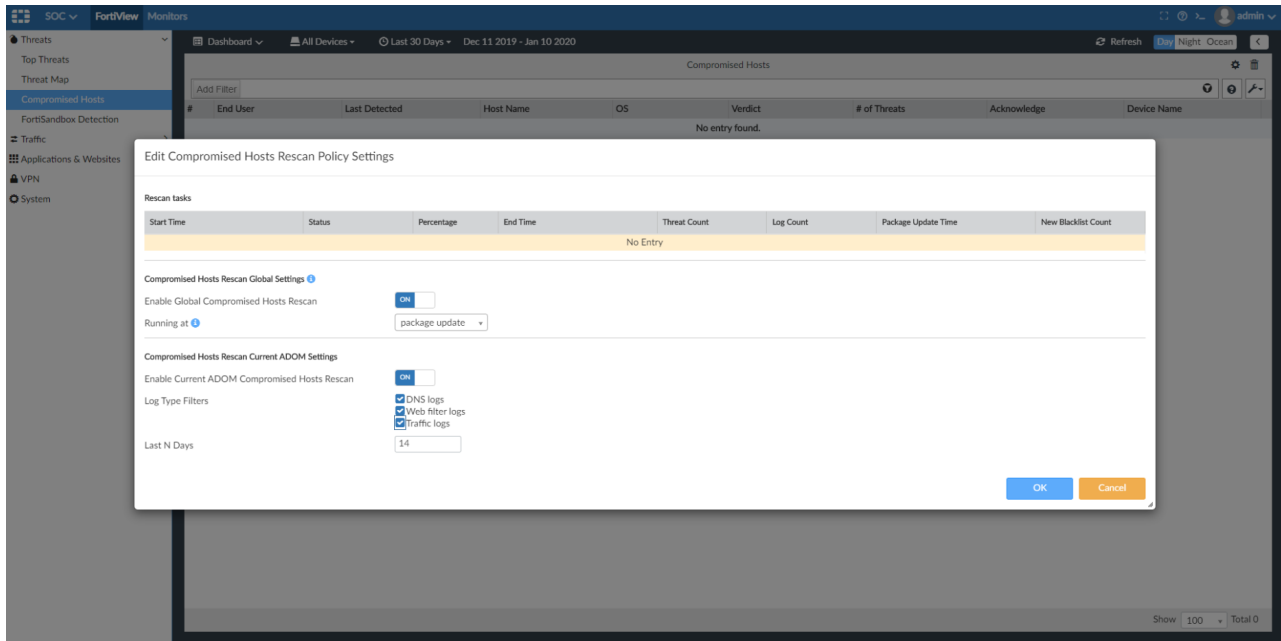 SOC FortiView Monitors admin
Threats
Top Threats
Threat Map
Compromised Hosts
FortiSandbox Detection
Traffic
Applications & Websites
VPN
System
Dashboard All Devices Last 30 Days Dec 11 2019 - Jan 10 2020 Refresh Day Night Ocean
Compromised Hosts
Add Filter
# End User Last Detected Host Name OS Verdict # of Threats Acknowledge Device Name
No entry found.
Edit Compromised Hosts Rescan Policy Settings
Rescan tasks
Start Time Status Percentage End Time Threat Count Log Count Package Update Time New Blacklist Count
No Entry
Compromised Hosts Rescan Global Settings
Enable Global Compromised Hosts Rescan ON
Running at package update
Compromised Hosts Rescan Current ADOM Settings
Enable Current ADOM Compromised Hosts Rescan ON
Log Type Filters DNS logs
Web filter logs
Traffic logs
Last N Days 14
OK Cancel
Show 100 Total 0